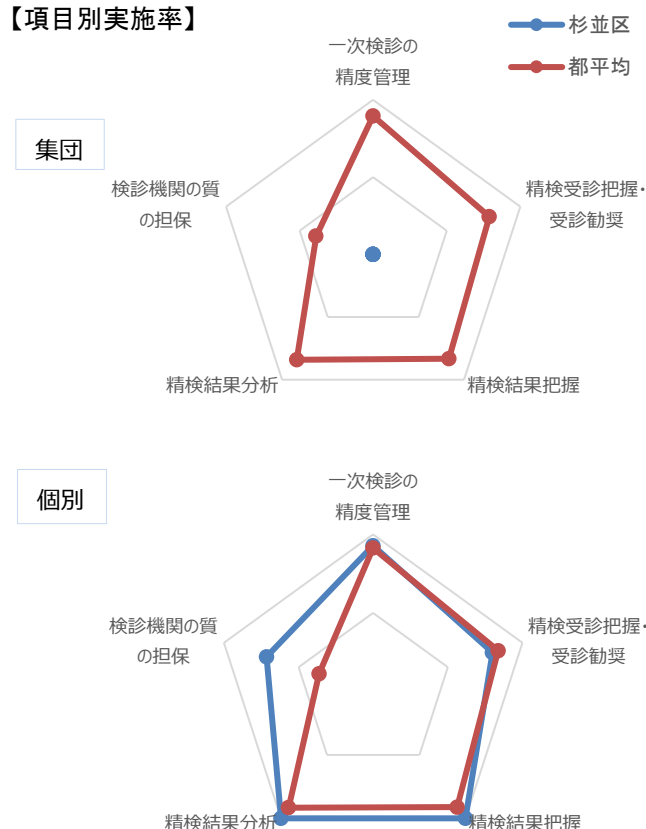 【項目別実施率】
杉並区
都平均
集団
一次検診の
精度管理
精検受診把握・
受診勧奨
精検結果把握
精検結果分析
検診機関の質
の担保
個別
一次検診の
精度管理
精検受診把握・
受診勧奨
精検結果把握
精検結果分析
検診機関の質
の担保